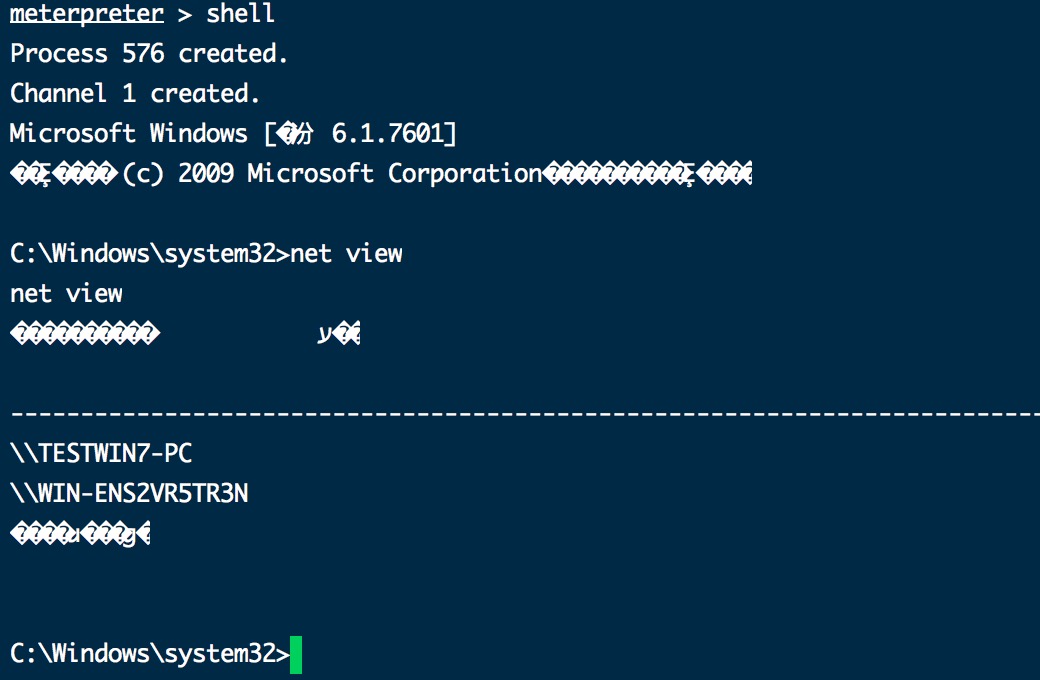 meterpreter > shell
Process 576 created.
Channel 1 created.
Microsoft Windows [�汾 6.1.7601]
(c) 2009 Microsoft Corporation
C:\Windows\system32>net view
net view
--------------------------------------------------------------------------
\\TESTWIN7-PC
\\WIN-ENS2VR5TR3N
C:\Windows\system32>